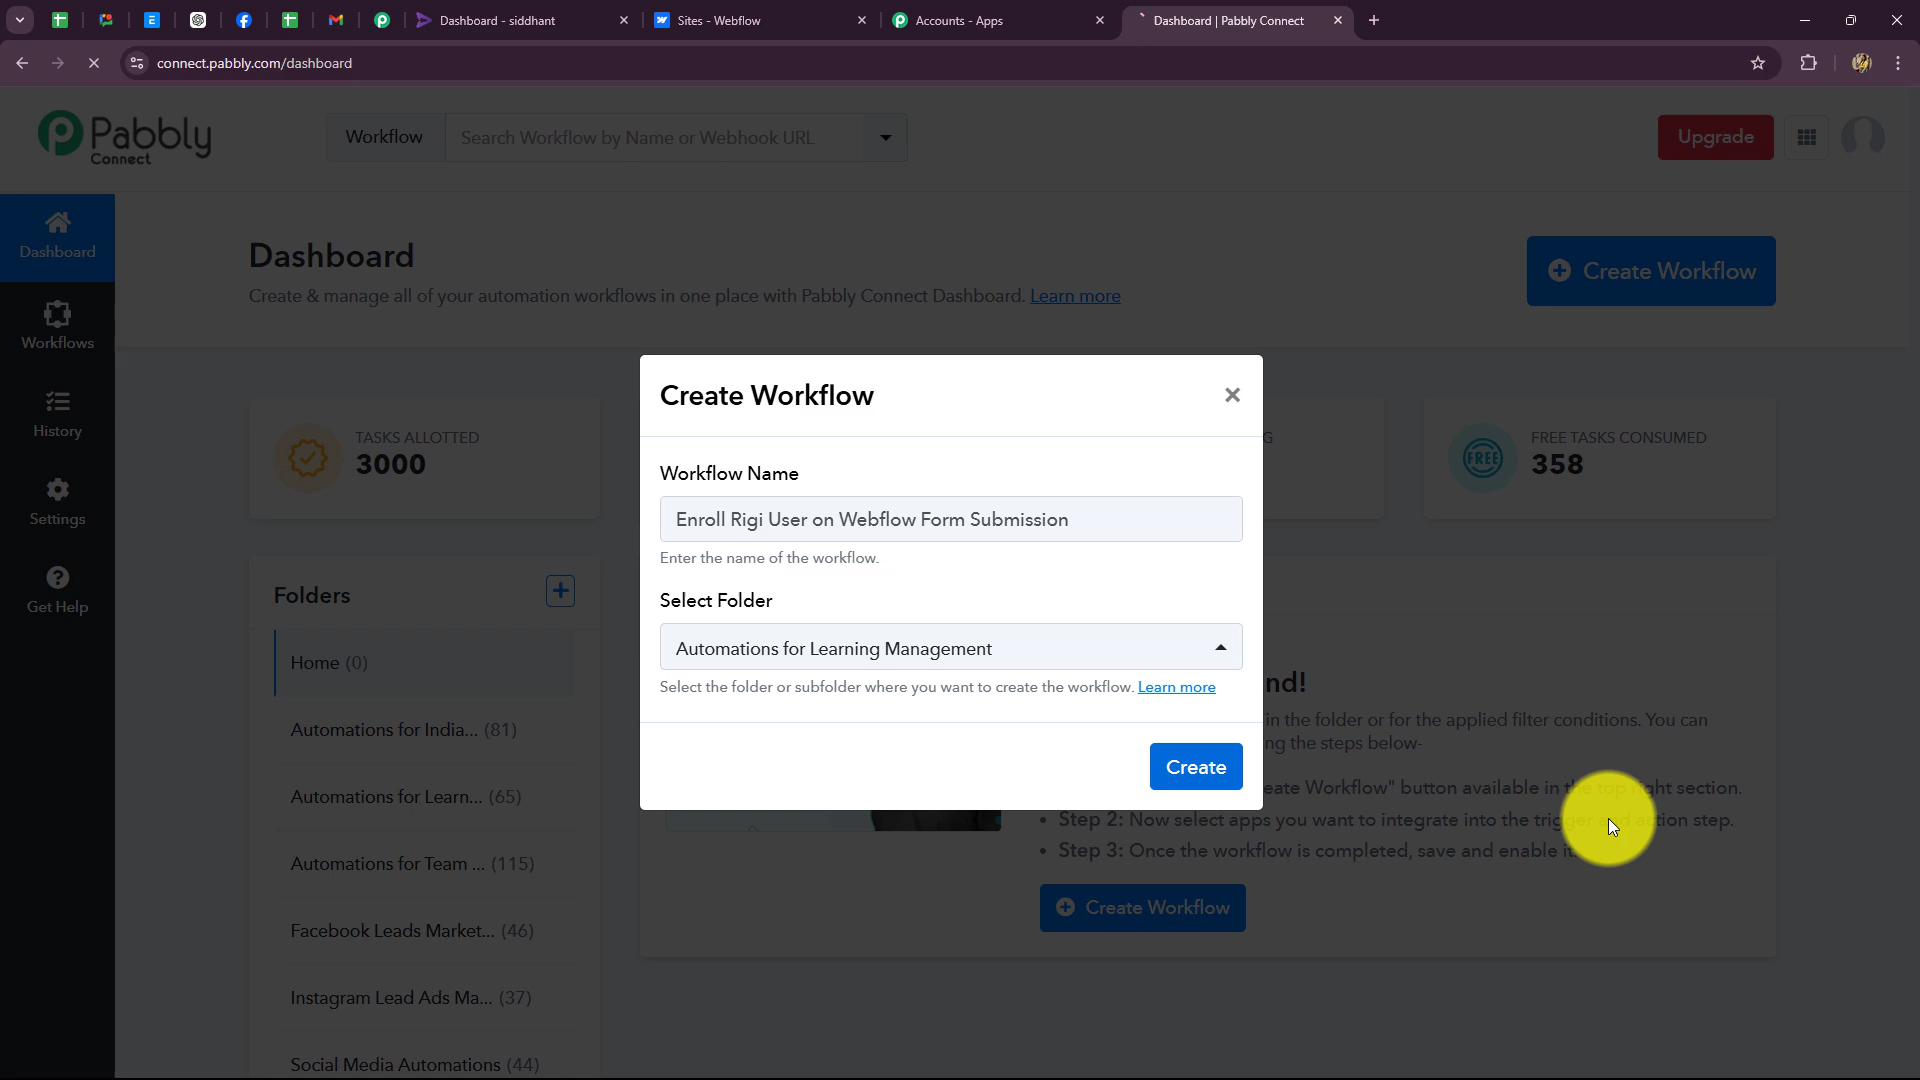 Dashboard - siddhant
Sites - Webflow
Accounts - Apps
Dashboard | Pabbly Connect
connect.pabbly.com/dashboard
Pabbly
Connect
Workflow
Search Workflow by Name or Webhook URL
Upgrade
Dashboard
Workflows
History
Settings
Get Help
Dashboard
Create & manage all of your automation workflows in one place with Pabbly Connect Dashboard. Learn more
Create Workflow
TASKS ALLOTTED
3000
G
FREE TASKS CONSUMED
FREE
358
Folders
Home (0)
Automations for India... (81)
Automations for Learn... (65)
Automations for Team ... (115)
Facebook Leads Market... (46)
Instagram Lead Ads Ma... (37)
Social Media Automations (44)
Create Workflow
Workflow Name
Enroll Rigi User on Webflow Form Submission
Enter the name of the workflow.
Select Folder
Automations for Learning Management
Select the folder or subfolder where you want to create the workflow. Learn more
Create
nd!
in the folder or for the applied filter conditions. You can
ng the steps below-
eate Workflow" button available in the top right section.
• Step 2: Now select apps you want to integrate into the trigger and action step.
• Step 3: Once the workflow is completed, save and enable it.
Create Workflow